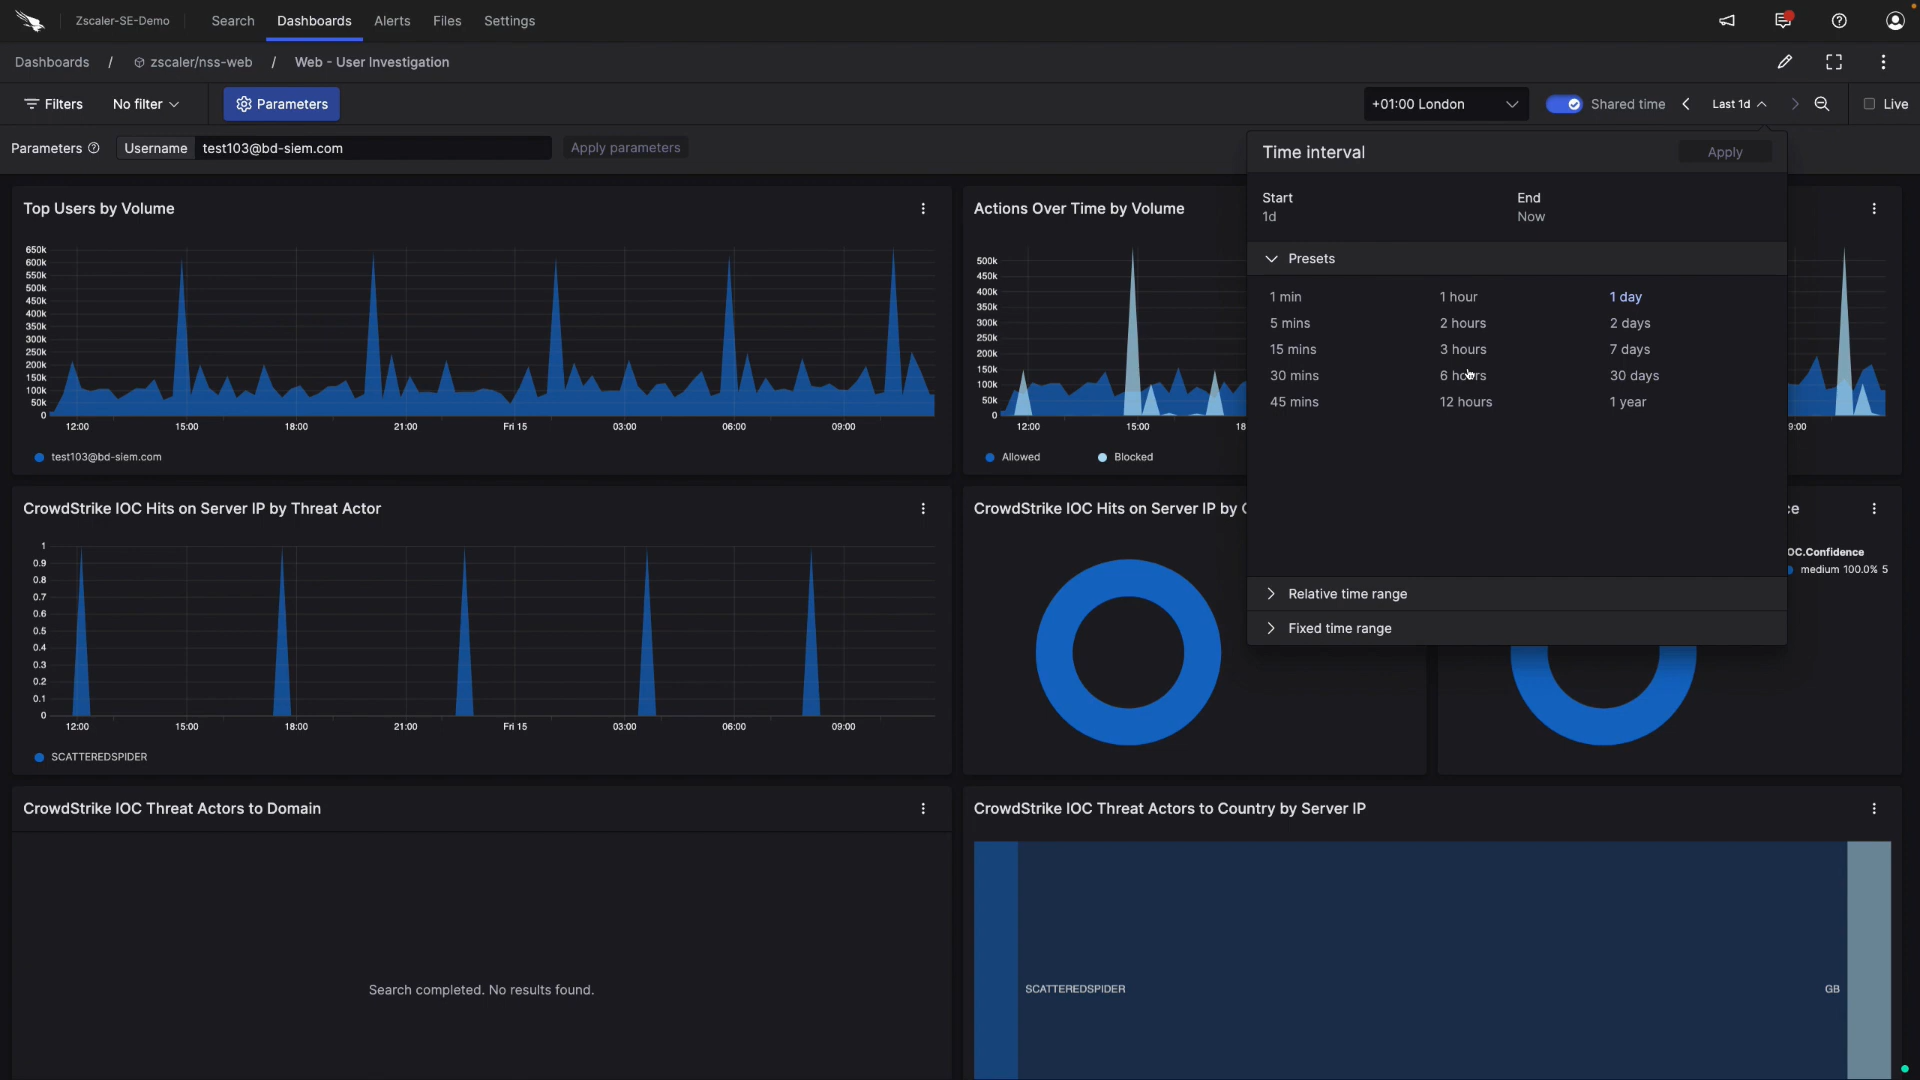 Zscaler-SE-Demo
Search
Dashboards
Alerts
Files
Settings
Dashboards / zscaler/nss-web / Web - User Investigation
Filters
No filter
Parameters
+01:00 London
Shared time
Last 1d
Live
Parameters
Username
test103@bd-siem.com
Apply parameters
Time interval
Apply
Start
1d
End
Now
Presets
1 min
1 hour
1 day
5 mins
2 hours
2 days
15 mins
3 hours
7 days
30 mins
6 hours
30 days
45 mins
12 hours
1 year
Relative time range
Fixed time range
Top Users by Volume
650k
600k
550k
500k
450k
400k
350k
300k
250k
200k
150k
100k
50k
0
12:00
15:00
18:00
21:00
Fri 15
03:00
06:00
09:00
test103@bd-siem.com
Actions Over Time by Volume
500k
450k
400k
350k
300k
250k
200k
150k
100k
50k
0
12:00
15:00
18
9:00
Allowed
Blocked
CrowdStrike IOC Hits on Server IP by Threat Actor
1
0.9
0.8
0.7
0.6
0.5
0.4
0.3
0.2
0.1
0
12:00
15:00
18:00
21:00
Fri 15
03:00
06:00
09:00
SCATTEREDSPIDER
CrowdStrike IOC Hits on Server IP by
ce
OC.Confidence
medium 100.0% 5
CrowdStrike IOC Threat Actors to Domain
Search completed. No results found.
CrowdStrike IOC Threat Actors to Country by Server IP
SCATTEREDSPIDER
GB